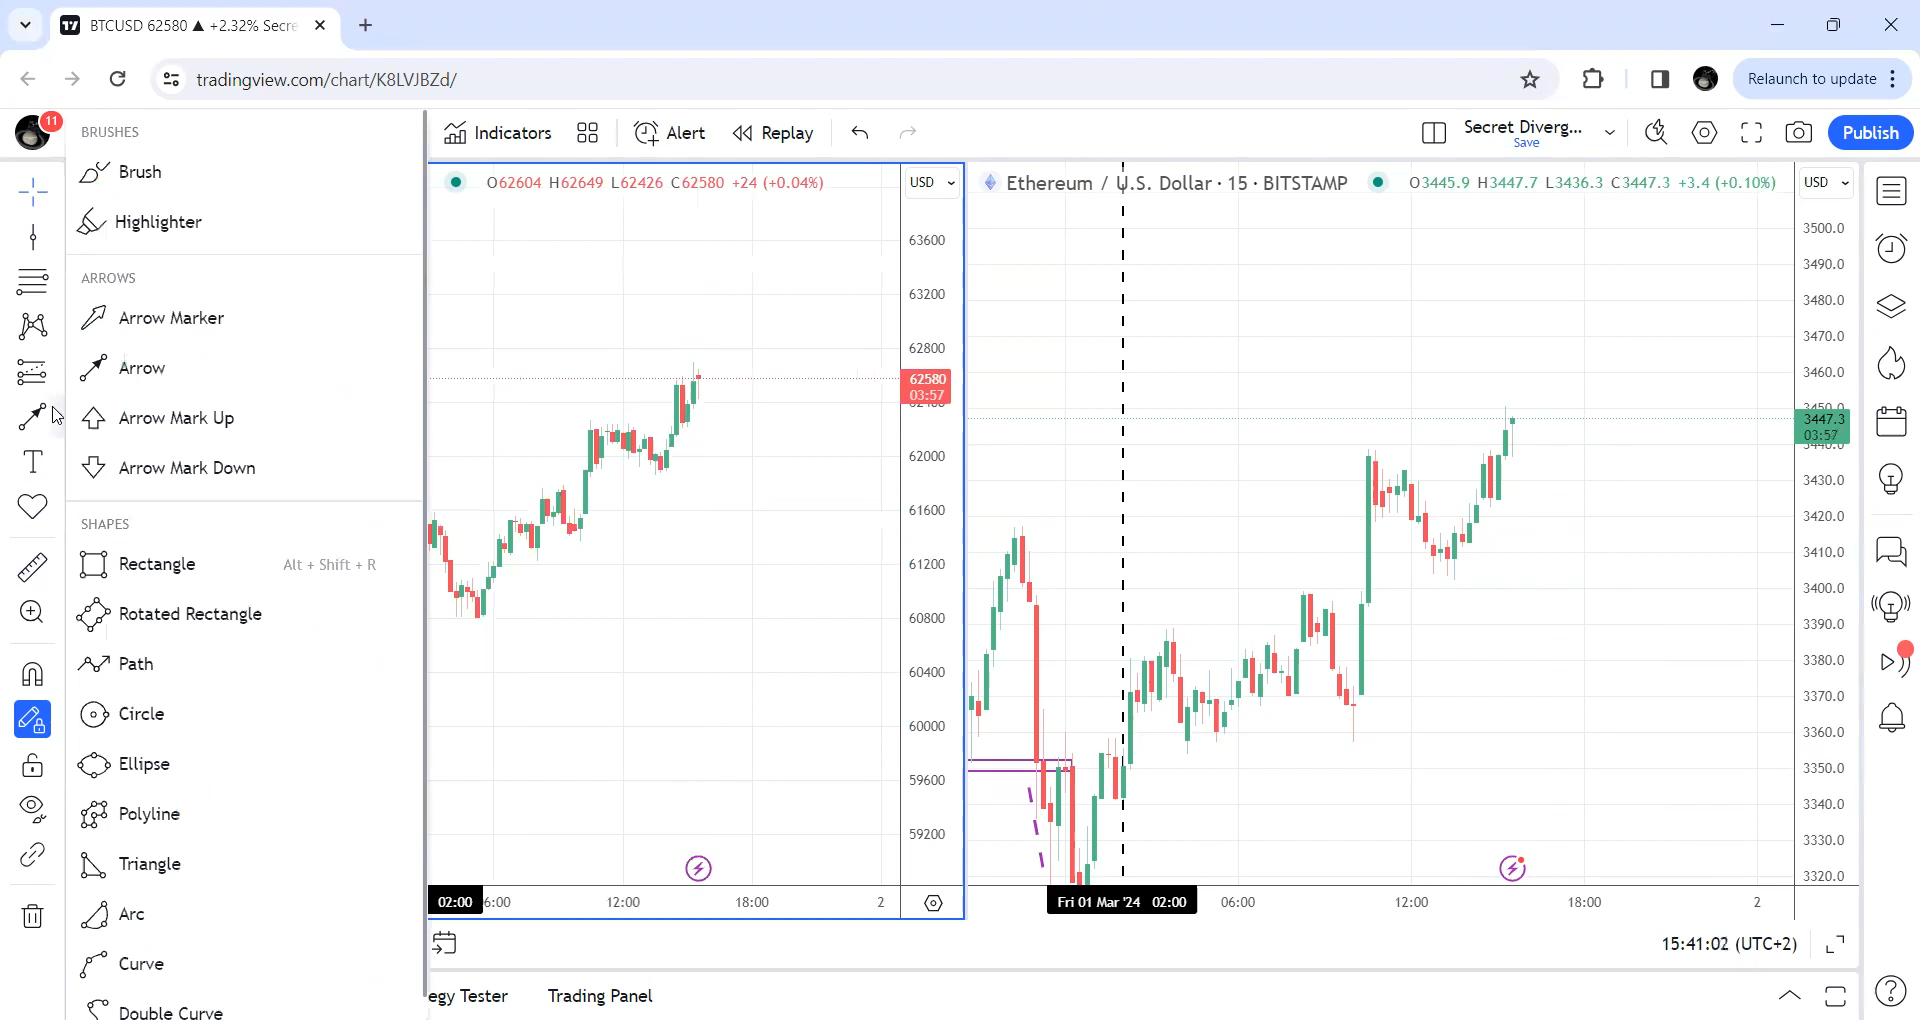 BTCUSD 62580 ▲ +2.32% Secre
tradingview.com/chart/K8LVJBZd/
Relaunch to update
11
Indicators
Alert
Replay
Secret Diverg...
Save
Publish
BRUSHES
Brush
Highlighter
ARROWS
Arrow Marker
Arrow
Arrow Mark Up
Arrow Mark Down
SHAPES
Rectangle Alt + Shift + R
Rotated Rectangle
Path
Circle
Ellipse
Polyline
Triangle
Arc
Curve
Double Curve
O62604 H62649 L62426 C62580 +24 (+0.04%)
USD
63600
63200
62800
62580
03:57
62400
62000
61600
61200
60800
60400
60000
59600
59200
02:00 6:00 12:00 18:00 2
Ethereum / U.S. Dollar · 15 · BITSTAMP
O3445.9 H3447.7 L3436.3 C3447.3 +3.4 (+0.10%)
USD
3500.0
3490.0
3480.0
3470.0
3460.0
3450.0
3447.3
03:57
3440.0
3430.0
3420.0
3410.0
3400.0
3390.0
3380.0
3370.0
3360.0
3350.0
3340.0
3330.0
3320.0
Fri 01 Mar '24 02:00 06:00 12:00 18:00 2
15:41:02 (UTC+2)
egy Tester Trading Panel